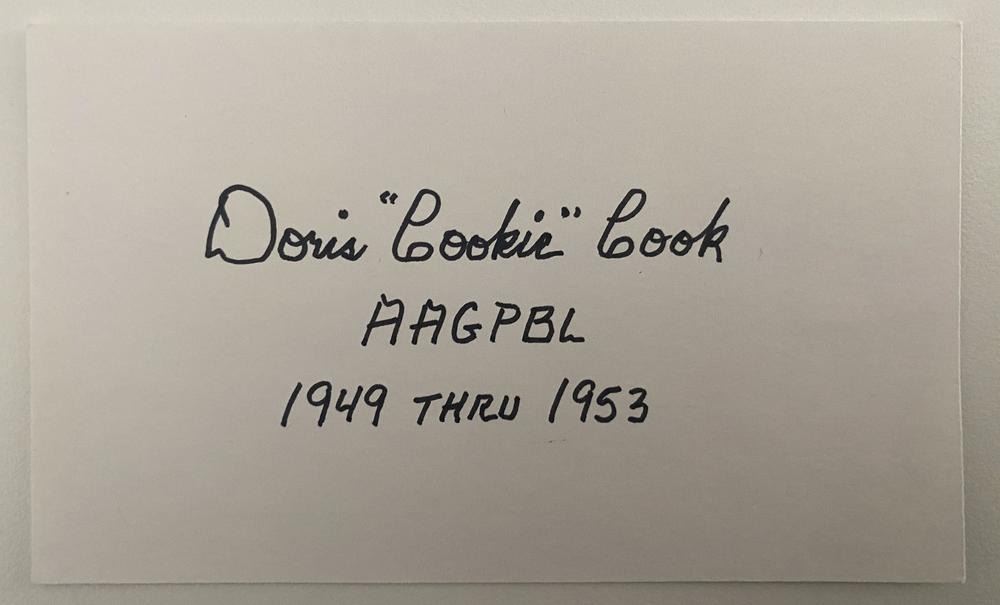 Doris "Cookie" Cook
AAGPBL
1949 THRU 1953